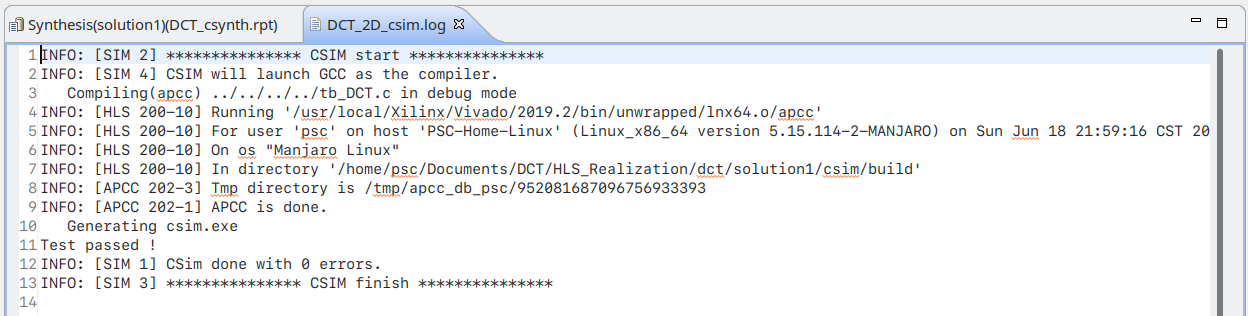 Synthesis(solution1)(DCT_csynth.rpt) DCT_2D_csim.log
1 INFO: [SIM 2] *************** CSIM start ***************
2 INFO: [SIM 4] CSIM will launch GCC as the compiler.
3 Compiling(apcc) ../../../../tb_DCT.c in debug mode
4 INFO: [HLS 200-10] Running '/usr/local/Xilinx/Vivado/2019.2/bin/unwrapped/lnx64.o/apcc'
5 INFO: [HLS 200-10] For user 'psc' on host 'PSC-Home-Linux' (Linux_x86_64 version 5.15.114-2-MANJARO) on Sun Jun 18 21:59:16 CST 20
6 INFO: [HLS 200-10] On os "Manjaro Linux"
7 INFO: [HLS 200-10] In directory '/home/psc/Documents/DCT/HLS_Realization/dct/solution1/csim/build'
8 INFO: [APCC 202-3] Tmp directory is /tmp/apcc_db_psc/952081687096756933393
9 INFO: [APCC 202-1] APCC is done.
10 Generating csim.exe
11 Test passed !
12 INFO: [SIM 1] CSim done with 0 errors.
13 INFO: [SIM 3] *************** CSIM finish ***************
14